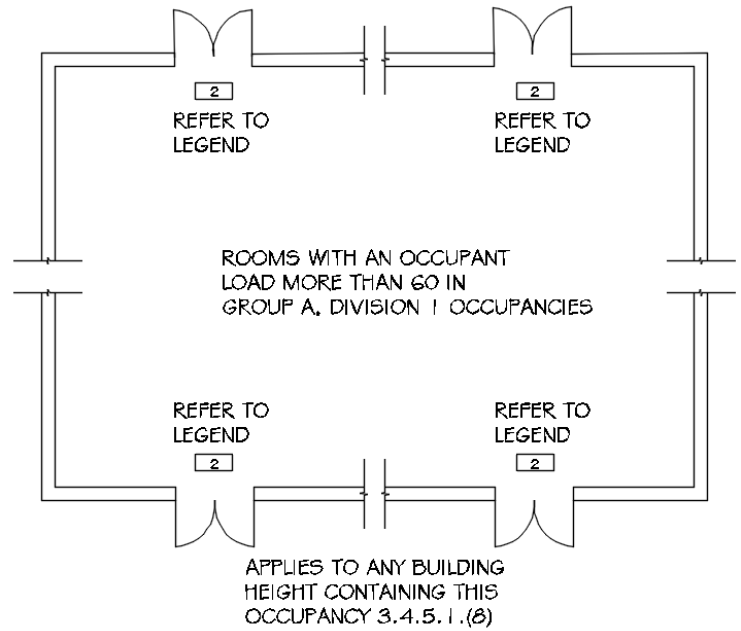 2
REFER TO
LEGEND
2
REFER TO
LEGEND
ROOMS WITH AN OCCUPANT
LOAD MORE THAN 60 IN
GROUP A, DIVISION 1 OCCUPANCIES
REFER TO
LEGEND
2
REFER TO
LEGEND
2
APPLIES TO ANY BUILDING
HEIGHT CONTAINING THIS
OCCUPANCY 3.4.5.1.(8)